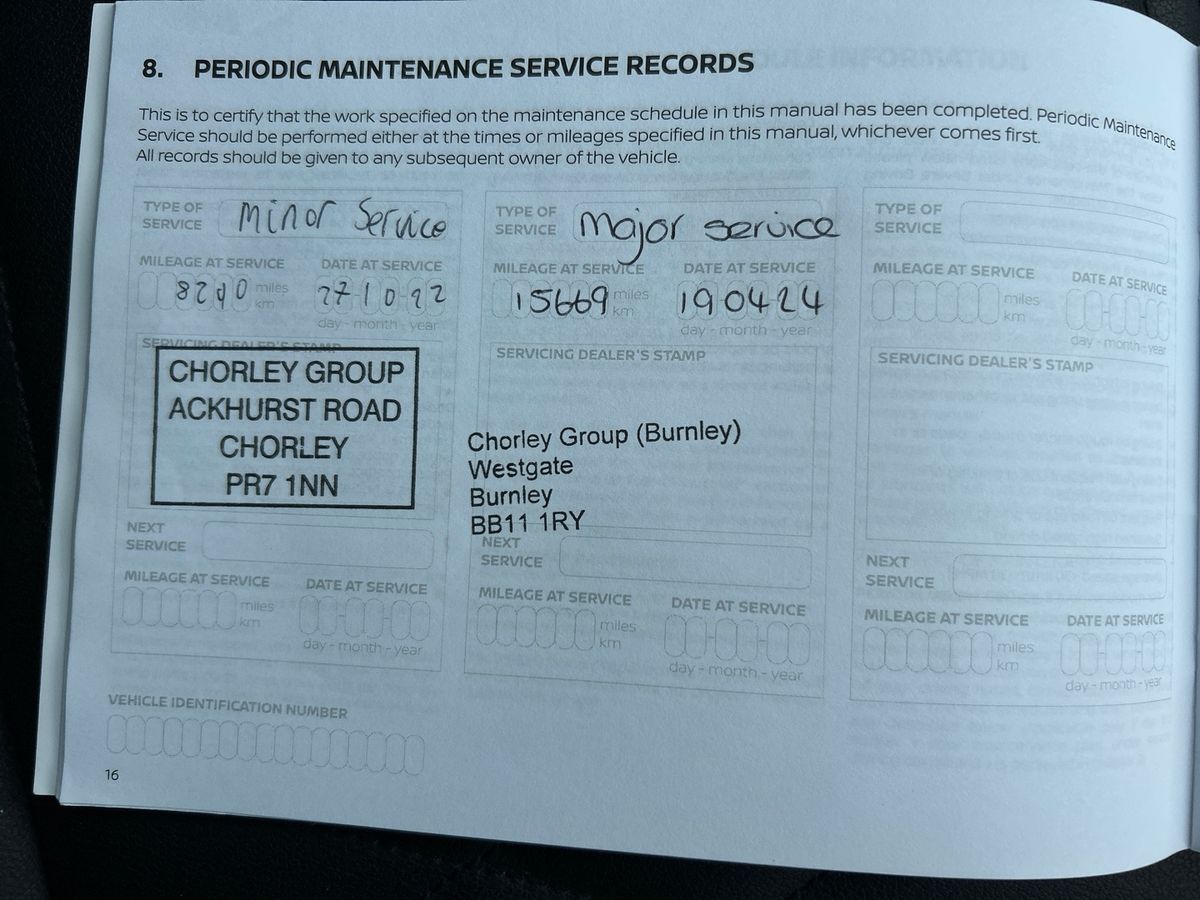 8. PERIODIC MAINTENANCE SERVICE RECORDS
This is to certify that the work specified on the maintenance schedule in this manual has been completed. Periodic Maintenance
Service should be performed either at the times or mileages specified in this manual, whichever comes first.
All records should be given to any subsequent owner of the vehicle.
TYPE OF SERVICE Minor Service
MILEAGE AT SERVICE DATE AT SERVICE
miles 27 10 22
km
day - month - year
SERVICING DEALER'S STAMP
CHORLEY GROUP
ACKHURST ROAD
CHORLEY
PR7 1NN
NEXT SERVICE
MILEAGE AT SERVICE DATE AT SERVICE
miles
km
day - month - year
TYPE OF SERVICE Major service
MILEAGE AT SERVICE DATE AT SERVICE
15669 miles 190424
km
day - month - year
SERVICING DEALER'S STAMP
Chorley Group (Burnley)
Westgate
Burnley
BB11 1RY
NEXT SERVICE
MILEAGE AT SERVICE DATE AT SERVICE
miles
km
day - month - year
TYPE OF SERVICE
MILEAGE AT SERVICE DATE AT SERVICE
miles
km
day - month - year
SERVICING DEALER'S STAMP
NEXT SERVICE
MILEAGE AT SERVICE DATE AT SERVICE
miles
km
day - month - year
VEHICLE IDENTIFICATION NUMBER
16